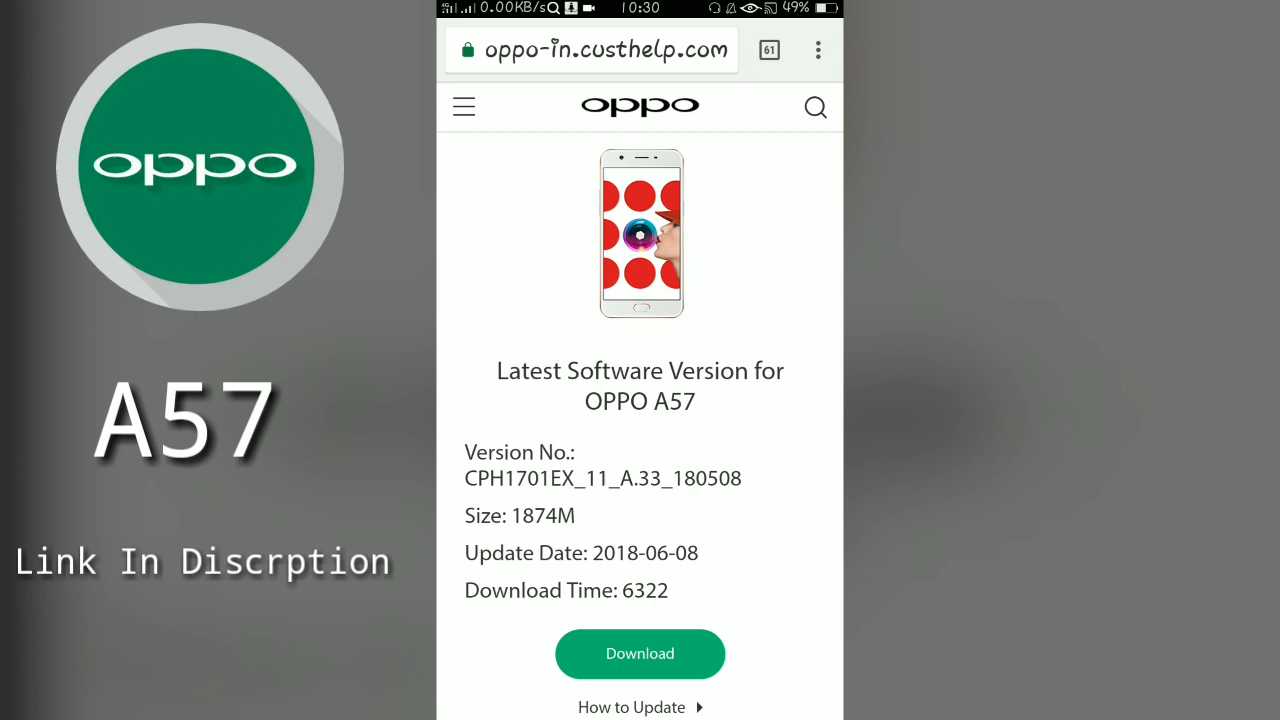 oppo
A57
Link In Discrption
0.00KB/s 10:30 49%
oppo-in.custhelp.com 61
oppo
Latest Software Version for
OPPO A57
Version No.:
CPH1701EX_11_A.33_180508
Size: 1874M
Update Date: 2018-06-08
Download Time: 6322
Download
How to Update